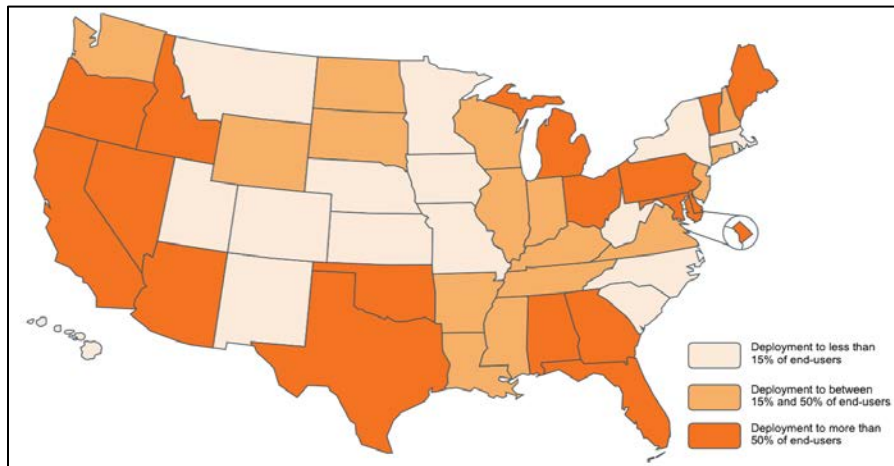 Deployment to less than
15% of end-users
Deployment to between
15% and 50% of end-users
Deployment to more than
50% of end-users